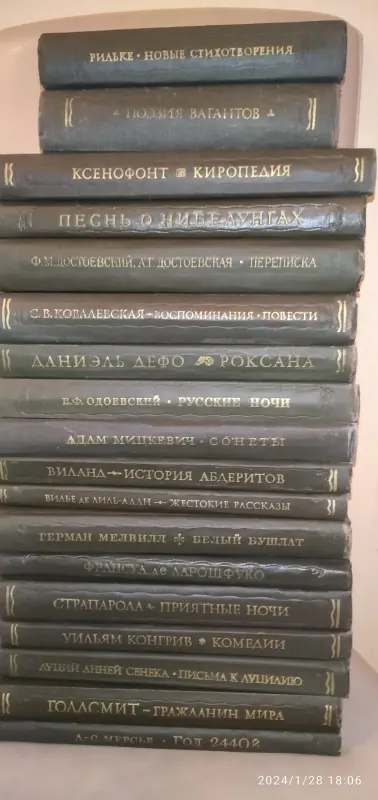 РИЛЬКЕ · НОВЫЕ СТИХОТВОРЕНИЯ
ПОЭЗИЯ ВАГАНТОВ
КСЕНОФОНТ КИРОПЕДИЯ
ПЕСНЬ О НИБЕЛУНГАХ
Ф.М.ДОСТОЕВСКИЙ, А.Г.ДОСТОЕВСКАЯ · ПЕРЕПИСКА
С.В.КОВАЛЕВСКАЯ-ВОСПОМИНАНИЯ · ПОВЕСТИ
ДАНИЭЛЬ ДЕФО РОКСАНА
В.Ф.ОДОЕВСКИЙ · РУССКИЕ НОЧИ
АДАМ МИЦКЕВИЧ · СОНЕТЫ
ВИЛАНД ИСТОРИЯ АБДЕРИТОВ
ВИЛЬЕ ДЕ ЛИЛЬ-АДАН ЖЕСТОКИЕ РАССКАЗЫ
ГЕРМАН МЕЛВИЛЛ БЕЛЫЙ БУШЛАТ
ФРАНСУА де ЛАРОШФУКО
СТРАПАРОЛА ПРИЯТНЫЕ НОЧИ
УИЛЬЯМ КОНГРИВ КОМЕДИИ
ЛУЦИЙ АННЕЙ СЕНЕКА · ПИСЬМА К ЛУЦИЛИЮ
ГОЛДСМИТ – ГРАЖДАНИН МИРА
Л-С МЕРСЬЕ · ГОД 2440й
2024/1/28 18:06